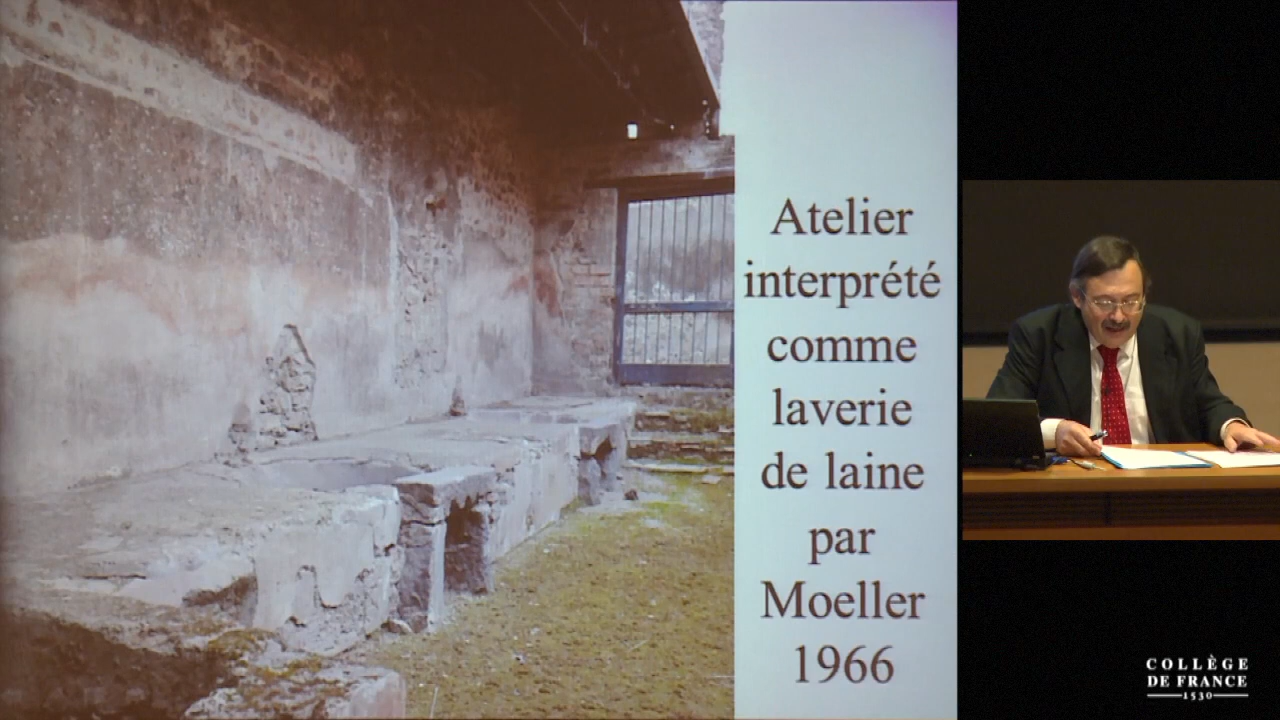 Atelier
interprété
comme
laverie
de laine
par
Moeller
1966
COLLÈGE
DE FRANCE
1530